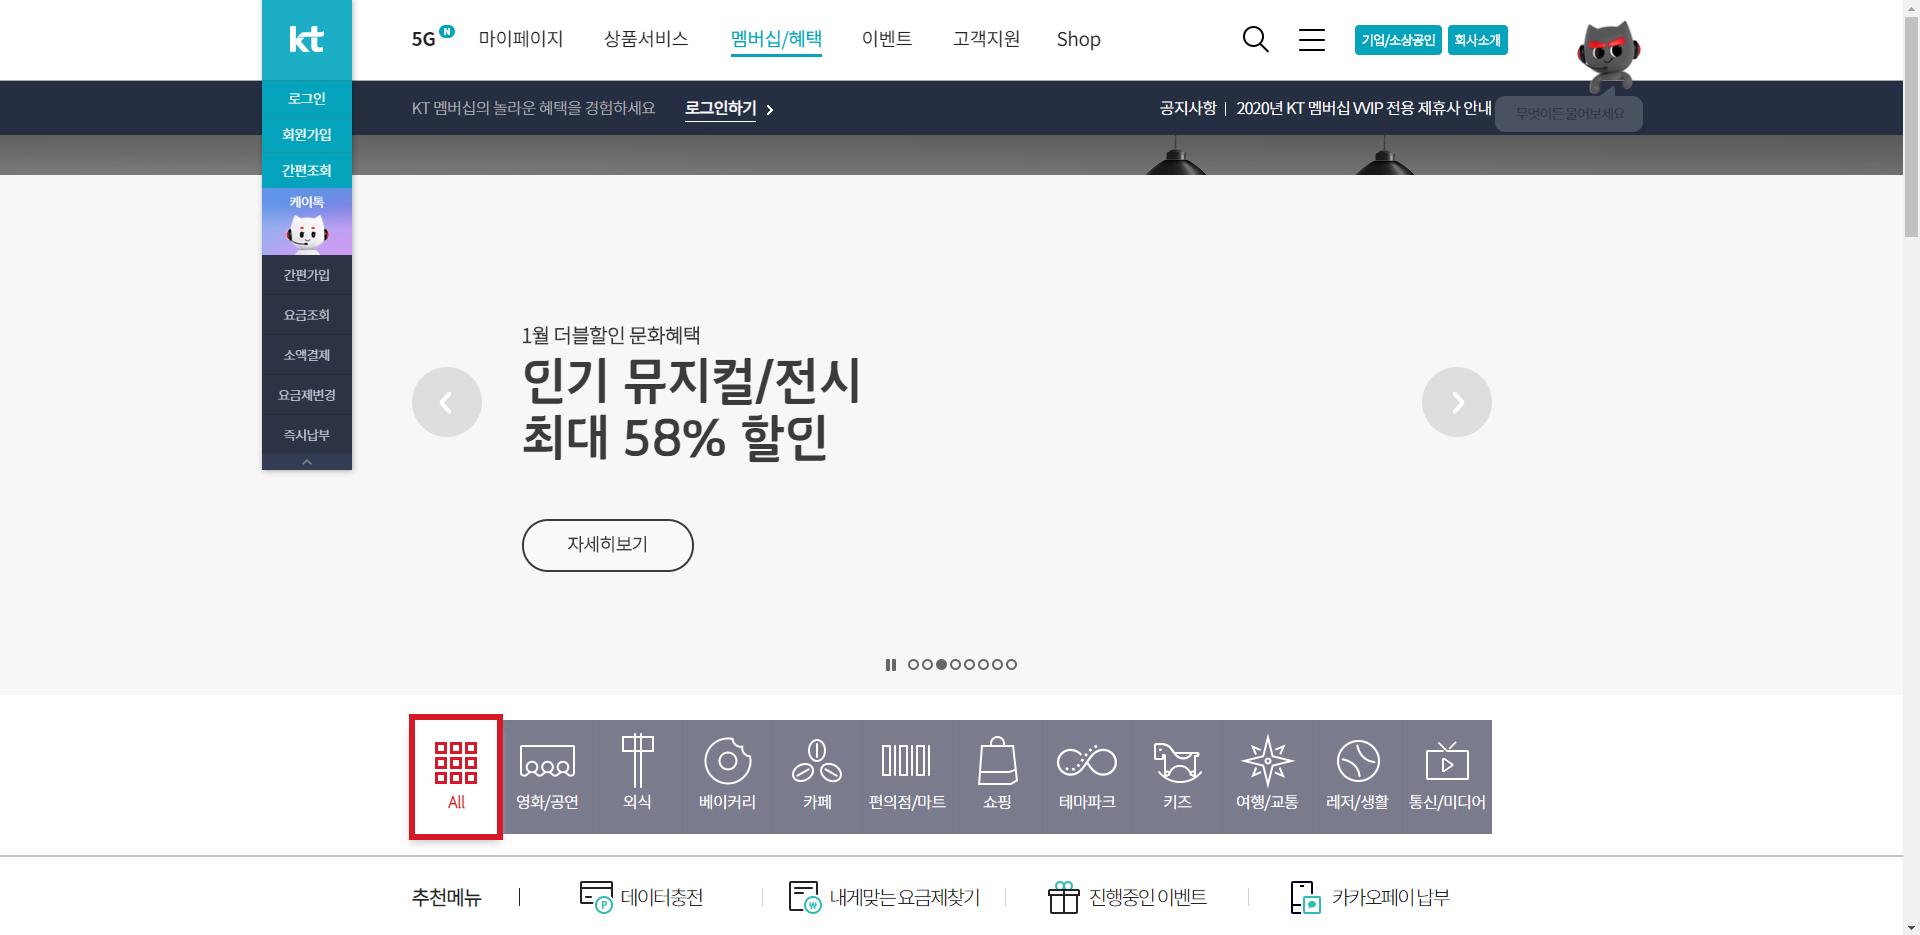 kt
5G N 마이페이지 상품서비스 멤버십/혜택 이벤트 고객지원 Shop 기업/소상공인 회사소개
로그인
회원가입
간편조회
케이톡
간편가입
요금조회
소액결제
요금제변경
즉시납부
KT 멤버십의 놀라운 혜택을 경험하세요 로그인하기
공지사항 2020년 KT 멤버십 VVIP 전용 제휴사 안내
무엇이든 물어보세요
1월 더블할인 문화혜택
인기 뮤지컬/전시
최대 58% 할인
자세히보기
All 영화/공연 외식 베이커리 카페 편의점/마트 쇼핑 테마파크 키즈 여행/교통 레저/생활 통신/미디어
추천메뉴 데이터충전 내게맞는 요금제찾기 진행중인 이벤트 카카오페이 납부